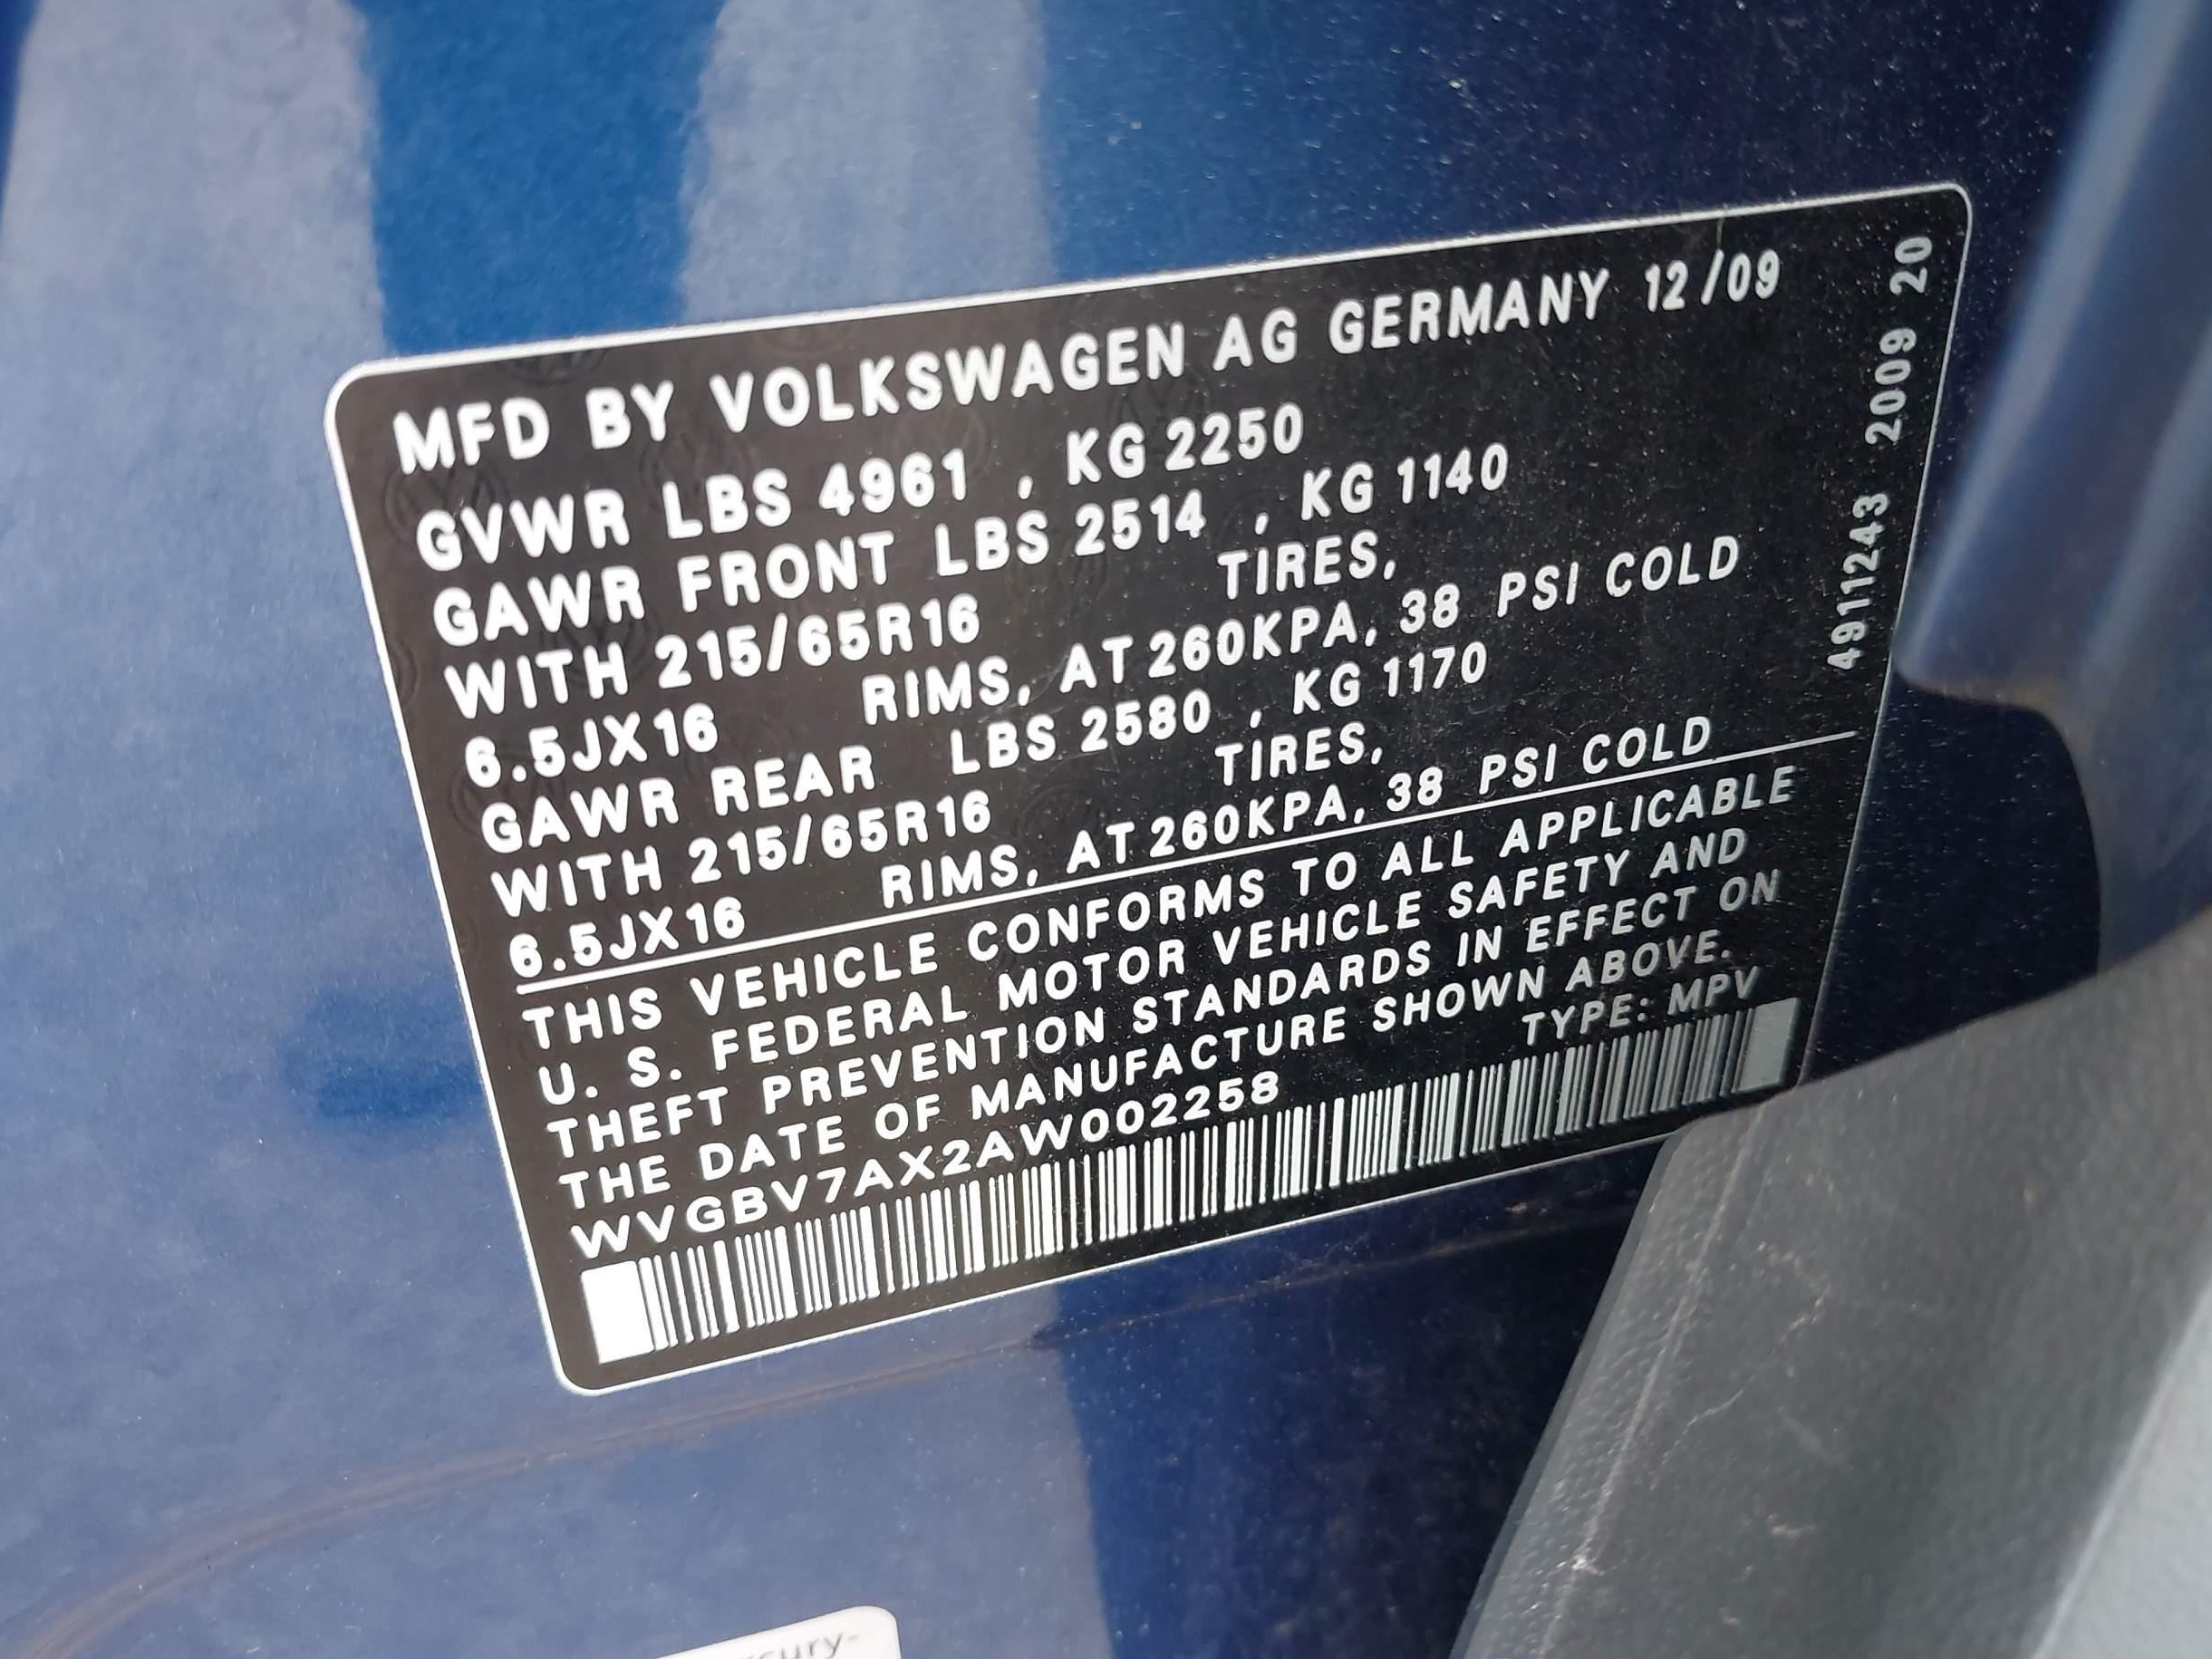 MFD BY VOLKSWAGEN AG GERMANY 12/09
GVWR LBS 4961 , KG 2250
GAWR FRONT LBS 2514 , KG 1140
WITH 215/65R16 TIRES,
6.5JX16 RIMS, AT 260KPA, 38 PSI COLD
GAWR REAR LBS 2580 , KG 1170
WITH 215/65R16 TIRES,
6.5JX16 RIMS, AT 260KPA, 38 PSI COLD
THIS VEHICLE CONFORMS TO ALL APPLICABLE
U. S. FEDERAL MOTOR VEHICLE SAFETY AND
THEFT PREVENTION STANDARDS IN EFFECT ON
THE DATE OF MANUFACTURE SHOWN ABOVE.
WVGBV7AX2AW002258 TYPE: MPV
4911243 2009 20